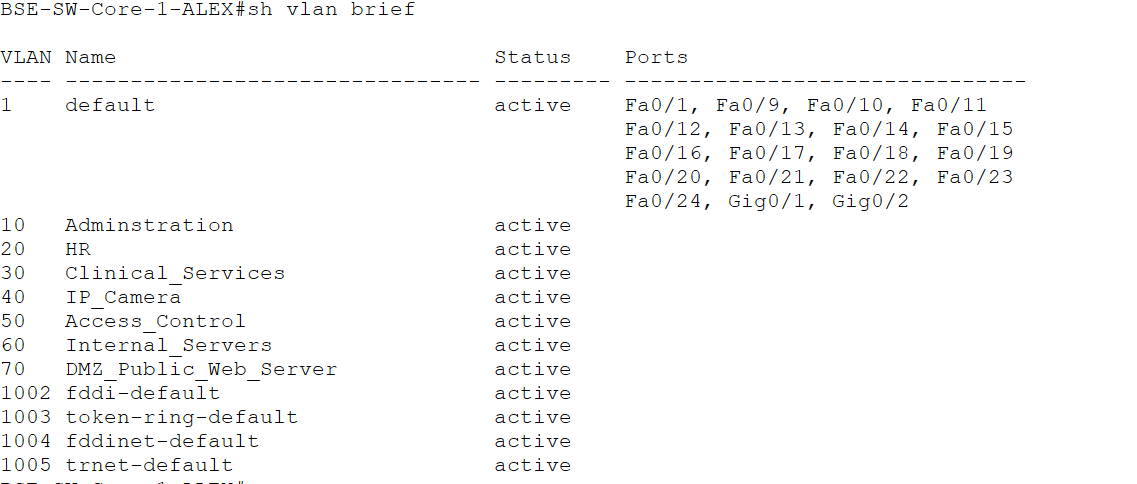 BSE-SW-Core-1-ALEX#sh vlan brief
VLAN Name                             Status    Ports
---- -------------------------------- --------- -------------------------------
1    default                          active    Fa0/1, Fa0/9, Fa0/10, Fa0/11
                                                Fa0/12, Fa0/13, Fa0/14, Fa0/15
                                                Fa0/16, Fa0/17, Fa0/18, Fa0/19
                                                Fa0/20, Fa0/21, Fa0/22, Fa0/23
                                                Fa0/24, Gig0/1, Gig0/2
10   Adminstration                    active
20   HR                               active
30   Clinical_Services                active
40   IP_Camera                        active
50   Access_Control                   active
60   Internal_Servers                 active
70   DMZ_Public_Web_Server            active
1002 fddi-default                     active
1003 token-ring-default               active
1004 fddinet-default                  active
1005 trnet-default                    active